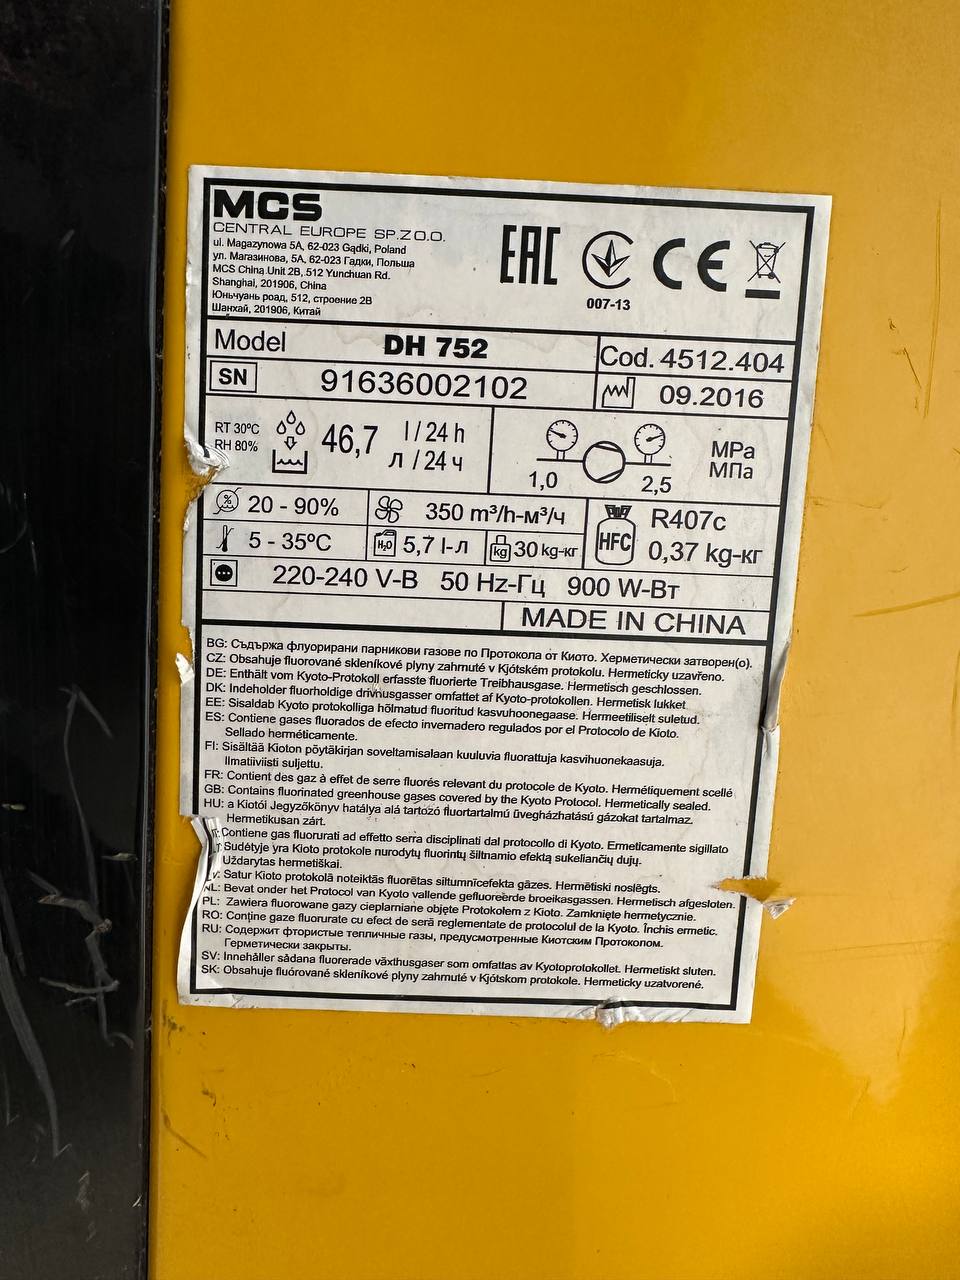 MCS
CENTRAL EUROPE SP.ZO.O.
ul. Magazynowa 5A, 62-023 Gądki, Poland
ул. Магазинова, 5А, 62-023 Гадки, Польша
MCS China Unit 2B, 512 Yunchuan Rd.
Shanghai, 201906, China
Юньчуань роад, 512, строение 2B
Шанхай, 201906, Китай
EAC
CE
007-13
Model DH 752 Cod. 4512.404
SN 91636002102 09.2016
RT 30ºC
RH 80%
46,7
l / 24 h
л / 24 ч
1,0
2,5
MPa
МПа
% 20 - 90%
350 m³/h-м³/ч
R407c
5 - 35ºC
H₂O 5,7 l-л
kg 30 kg-кг
HFC
0,37 kg-кг
220-240 V-В 50 Hz-Гц 900 W-Вт
MADE IN CHINA
BG: Съдържа флуорирани парникови газове по Протокола от Киото. Херметически затворен(о).
CZ: Obsahuje fluorované skleníkové plyny zahrnuté v Kjótském protokolu. Hermeticky uzavřeno.
DE: Enthält vom Kyoto-Protokoll erfasste fluorierte Treibhausgase. Hermetisch geschlossen.
DK: Indeholder fluorholdige drivhusgasser omfattet af Kyoto-protokollen. Hermetisk lukket
EE: Sisaldab Kyoto protokolliga hõlmatud fluoritud kasvuhoonegaase. Hermeetiliselt suletud.
ES: Contiene gases fluorados de efecto invernadero regulados por el Protocolo de Kioto.
Sellado herméticamente.
FI: Sisältää Kioton pöytäkirjan soveltamisalaan kuuluvia fluorattuja kasvihuonekaasuja.
Ilmatiiviisti suljettu.
FR: Contient des gaz à effet de serre fluorés relevant du protocole de Kyoto. Hermétiquement scellé
GB: Contains fluorinated greenhouse gases covered by the Kyoto Protocol. Hermetically sealed.
HU: a Kiotói Jegyzőkönyv hatálya alá tartozó fluortartalmú üvegházhatású gázokat tartalmaz.
Hermetikusan zárt.
Contiene gas fluorurati ad effetto serra disciplinati dal protocollo di Kyoto. Ermeticamente sigillato
Sudėtyje yra Kioto protokole nurodytų fluorintų šiltnamio efektą sukeliančių dujų.
Uždarytas hermetiškai.
Satur Kioto protokolā noteiktās fluorētas siltumnīcefekta gāzes. Hermētiski noslēgts.
NL: Bevat onder het Protocol van Kyoto vallende gefluoreerde broeikasgassen. Hermetisch afgesloten.
PL: Zawiera fluorowane gazy cieplarniane objęte Protokołem z Kioto. Zamknięte hermetycznie.
RO: Conține gaze fluorurate cu efect de seră reglementate de protocolul de la Kyoto. Închis ermetic.
RU: Содержит фтористые тепличные газы, предусмотренные Киотским Протоколом.
Герметически закрыты.
SV: Innehåller sådana fluorerade växthusgaser som omfattas av Kyotoprotokollet. Hermetiskt sluten.
SK: Obsahuje fluórované skleníkové plyny zahrnuté v Kjótskom protokole. Hermeticky uzatvorené.